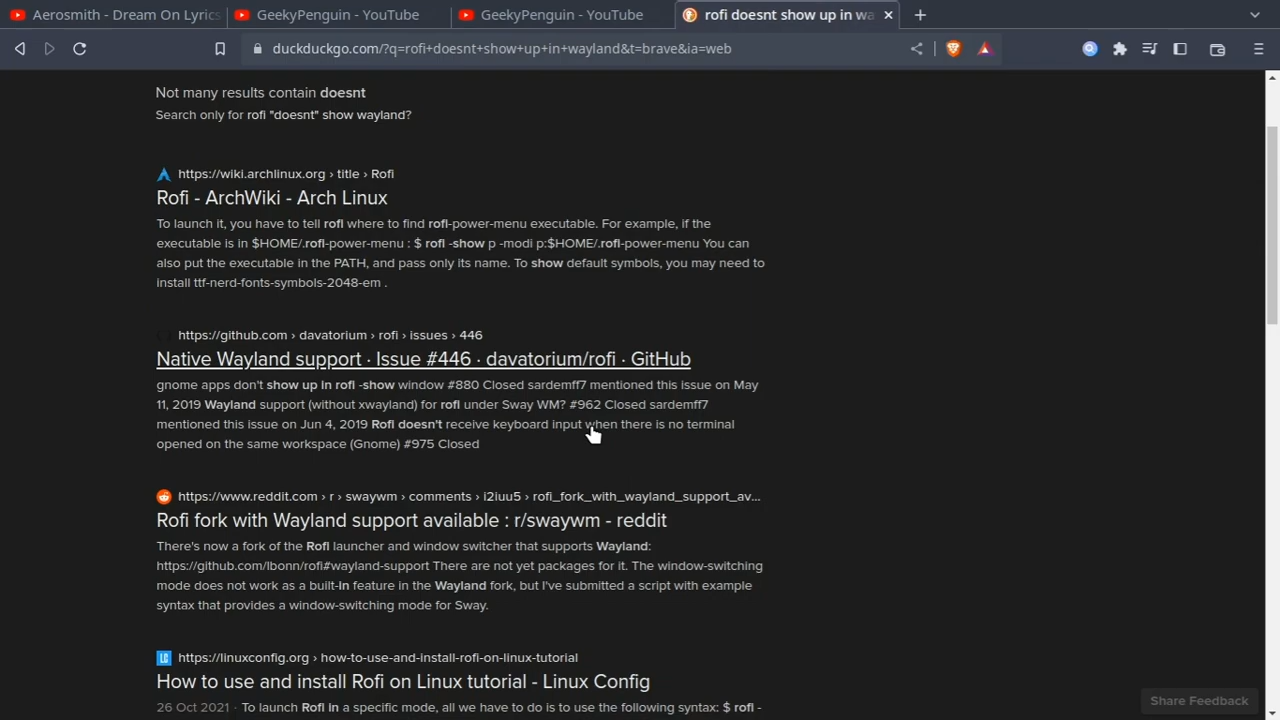 Aerosmith - Dream On Lyrics
GeekyPenguin - YouTube
GeekyPenguin - YouTube
rofi doesnt show up in wa
duckduckgo.com/?q=rofi+doesnt+show+up+in+wayland&t=brave&ia=web
Not many results contain doesnt
Search only for rofi "doesnt" show wayland?
https://wiki.archlinux.org › title › Rofi
Rofi - ArchWiki - Arch Linux
To launch it, you have to tell rofi where to find rofi-power-menu executable. For example, if the
executable is in $HOME/.rofi-power-menu : $ rofi -show p -modi p:$HOME/.rofi-power-menu You can
also put the executable in the PATH, and pass only its name. To show default symbols, you may need to
install ttf-nerd-fonts-symbols-2048-em .
https://github.com › davatorium › rofi › issues › 446
Native Wayland support · Issue #446 · davatorium/rofi · GitHub
gnome apps don't show up in rofi -show window #880 Closed sardemff7 mentioned this issue on May
11, 2019 Wayland support (without xwayland) for rofi under Sway WM? #962 Closed sardemff7
mentioned this issue on Jun 4, 2019 Rofi doesn't receive keyboard input when there is no terminal
opened on the same workspace (Gnome) #975 Closed
https://www.reddit.com › r › swaywm › comments › i2iuu5 › rofi_fork_with_wayland_support_av...
Rofi fork with Wayland support available : r/swaywm - reddit
There's now a fork of the Rofi launcher and window switcher that supports Wayland:
https://github.com/lbonn/rofi#wayland-support There are not yet packages for it. The window-switching
mode does not work as a built-in feature in the Wayland fork, but I've submitted a script with example
syntax that provides a window-switching mode for Sway.
https://linuxconfig.org › how-to-use-and-install-rofi-on-linux-tutorial
How to use and install Rofi on Linux tutorial - Linux Config
26 Oct 2021 · To launch Rofi in a specific mode, all we have to do is to use the following syntax: $ rofi -
Share Feedback